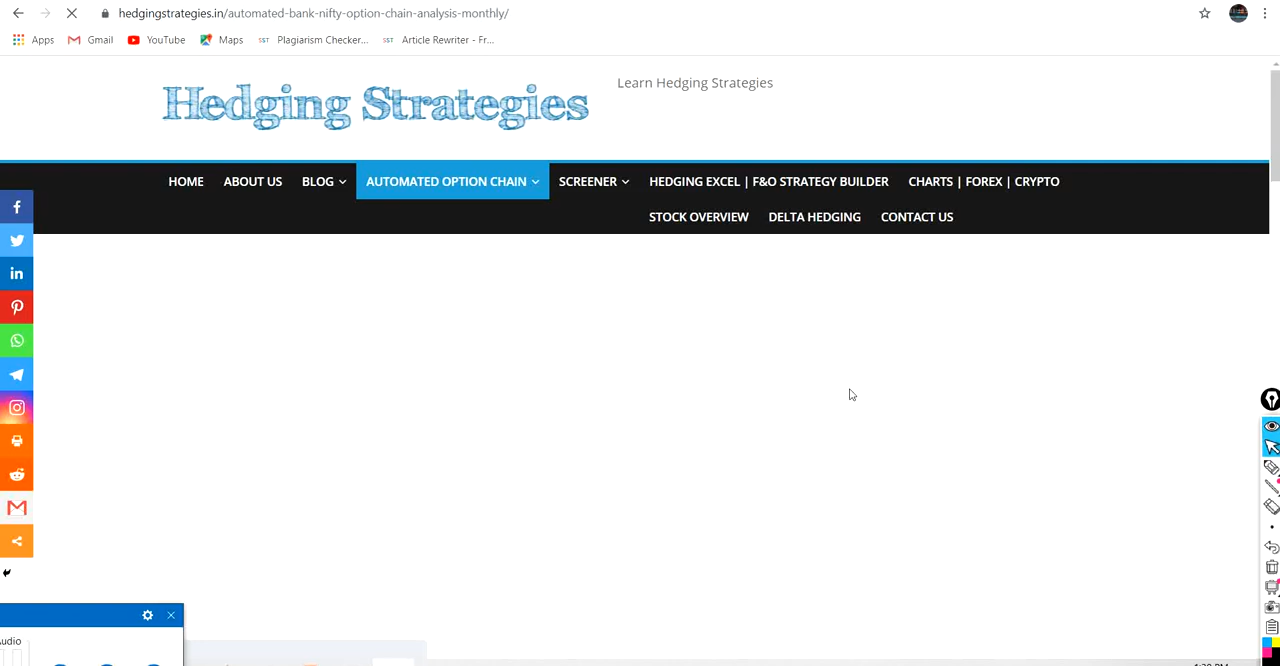 hedgingstrategies.in/automated-bank-nifty-option-chain-analysis-monthly/
Apps Gmail YouTube Maps SST Plagiarism Checker... SST Article Rewriter - Fr...
Hedging Strategies
Learn Hedging Strategies
HOME ABOUT US BLOG AUTOMATED OPTION CHAIN SCREENER HEDGING EXCEL | F&O STRATEGY BUILDER CHARTS | FOREX | CRYPTO
STOCK OVERVIEW DELTA HEDGING CONTACT US